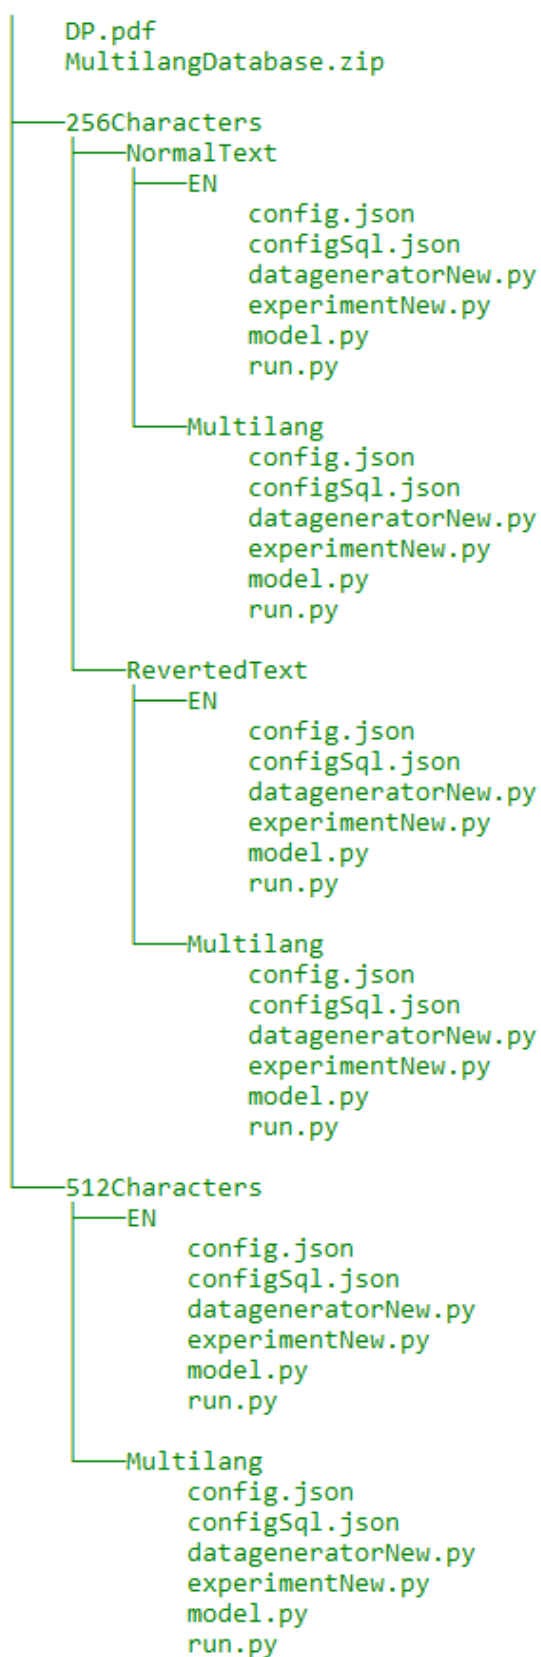 DP.pdf
MultilangDatabase.zip
256Characters
NormalText
EN
config.json
configSql.json
datageneratorNew.py
experimentNew.py
model.py
run.py
Multilang
config.json
configSql.json
datageneratorNew.py
experimentNew.py
model.py
run.py
RevertedText
EN
config.json
configSql.json
datageneratorNew.py
experimentNew.py
model.py
run.py
Multilang
config.json
configSql.json
datageneratorNew.py
experimentNew.py
model.py
run.py
512Characters
EN
config.json
configSql.json
datageneratorNew.py
experimentNew.py
model.py
run.py
Multilang
config.json
configSql.json
datageneratorNew.py
experimentNew.py
model.py
run.py